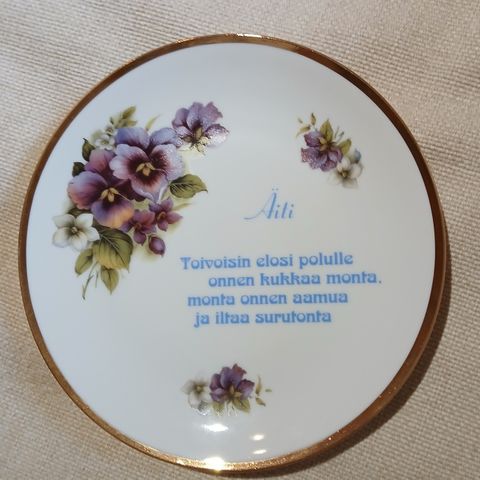 Äiti
Toivoisin elosi polulle
onnen kukkaa monta,
monta onnen aamua
ja iltaa surutonta